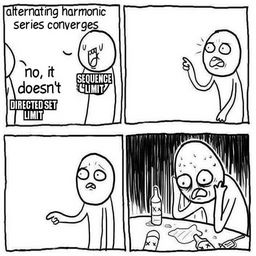 alternating harmonic
series converges
no, it
doesn't
SEQUENCE
LIMIT
DIRECTED SET
LIMIT